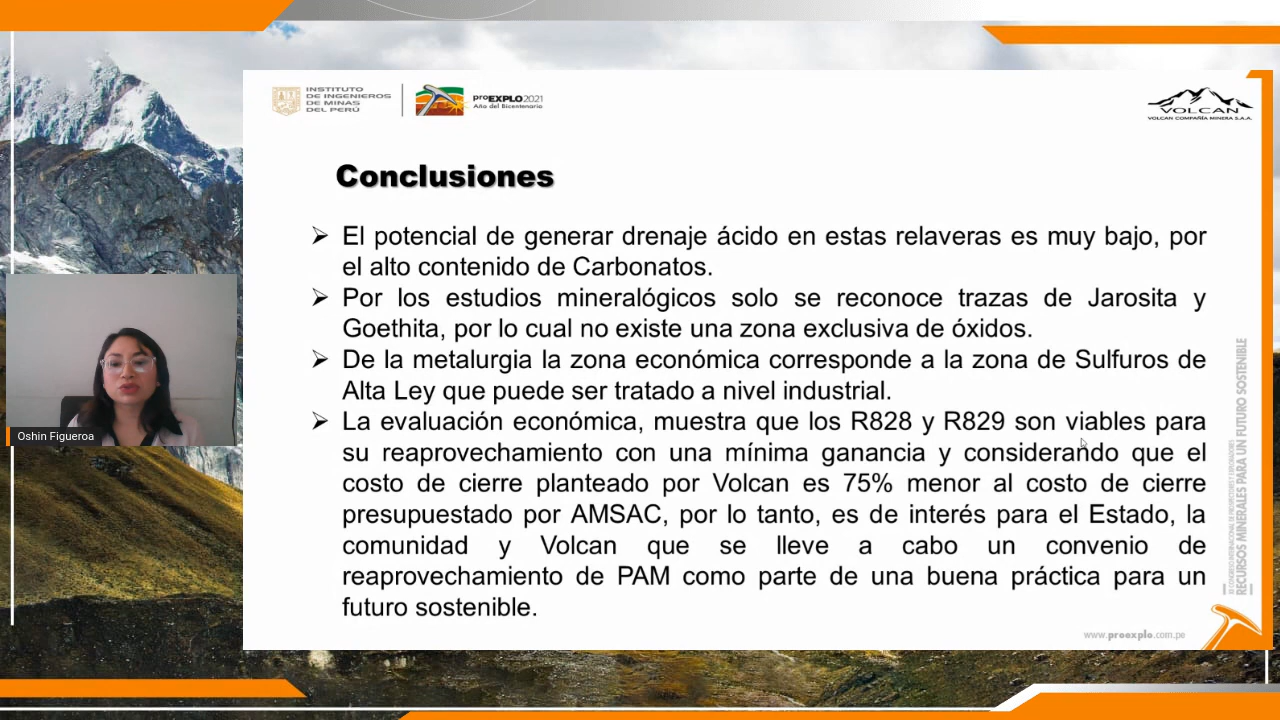 INSTITUTO
DE INGENIEROS
DE MINAS
DEL PERÚ
proEXPLO2021
Año del Bicentenario
VOLCAN
VOLCAN COMPAÑÍA MINERA S.A.A.
Conclusiones
➢ El potencial de generar drenaje ácido en estas relaveras es muy bajo, por
el alto contenido de Carbonatos.
➢ Por los estudios mineralógicos solo se reconoce trazas de Jarosita y
Goethita, por lo cual no existe una zona exclusiva de óxidos.
➢ De la metalurgia la zona económica corresponde a la zona de Sulfuros de
Alta Ley que puede ser tratado a nivel industrial.
➢ La evaluación económica, muestra que los R828 y R829 son viables para
su reaprovechamiento con una mínima ganancia y considerando que el
costo de cierre planteado por Volcan es 75% menor al costo de cierre
presupuestado por AMSAC, por lo tanto, es de interés para el Estado, la
comunidad y Volcan que se lleve a cabo un convenio de
reaprovechamiento de PAM como parte de una buena práctica para un
futuro sostenible.
Oshin Figueroa
RECURSOS MINERALES PARA UN FUTURO SOSTENIBLE
www.proexplo.com.pe